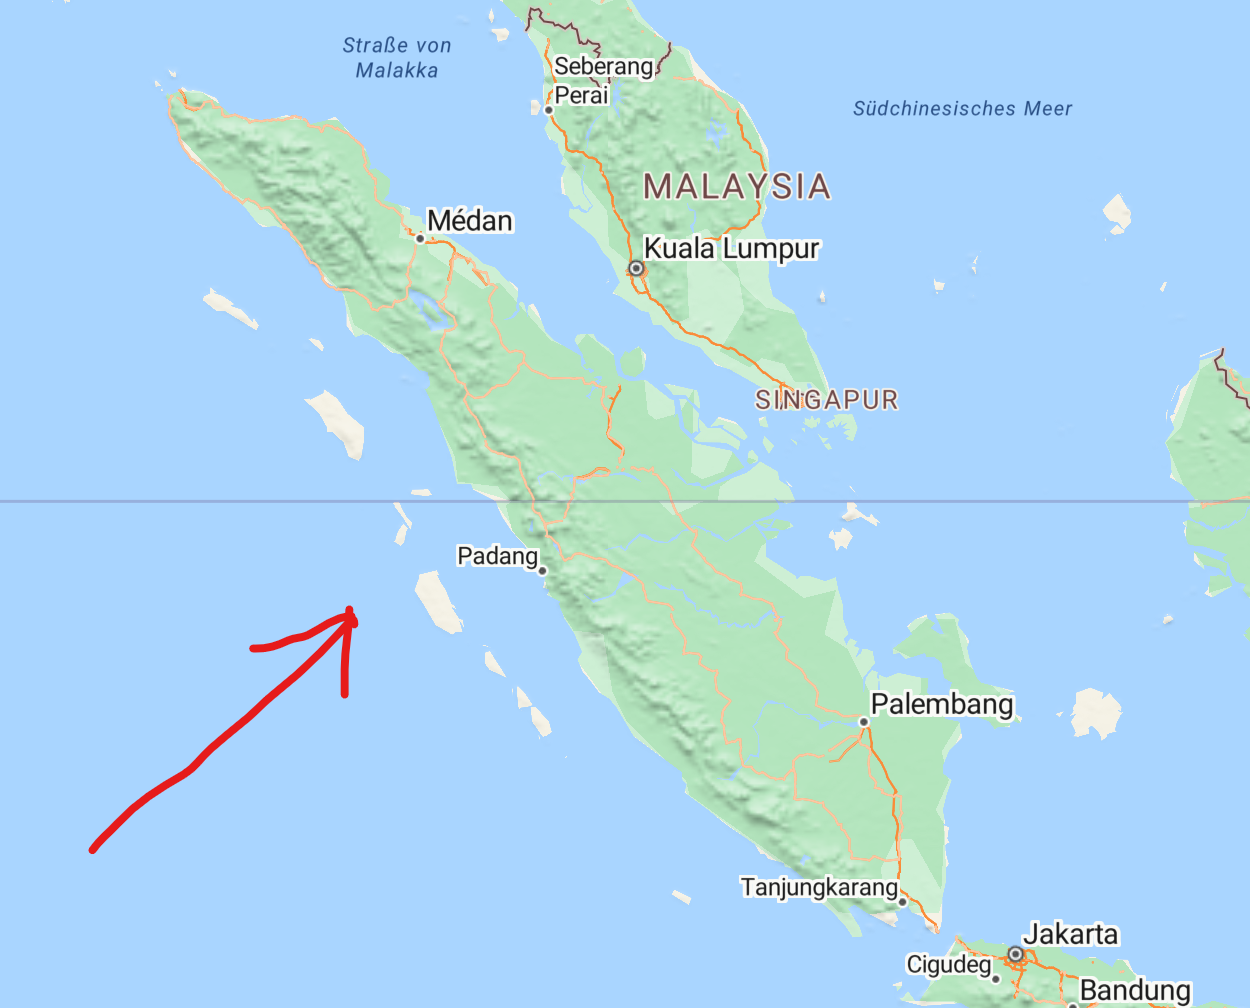 Straße von
Malakka
Seberang
Perai
Südchinesisches Meer
MALAYSIA
Médan
Kuala Lumpur
SINGAPUR
Padang
Palembang
Tanjungkarang
Jakarta
Cigudeg
Bandung